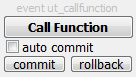 event ut_callfunction
Call Function
auto commit
commit
rollback